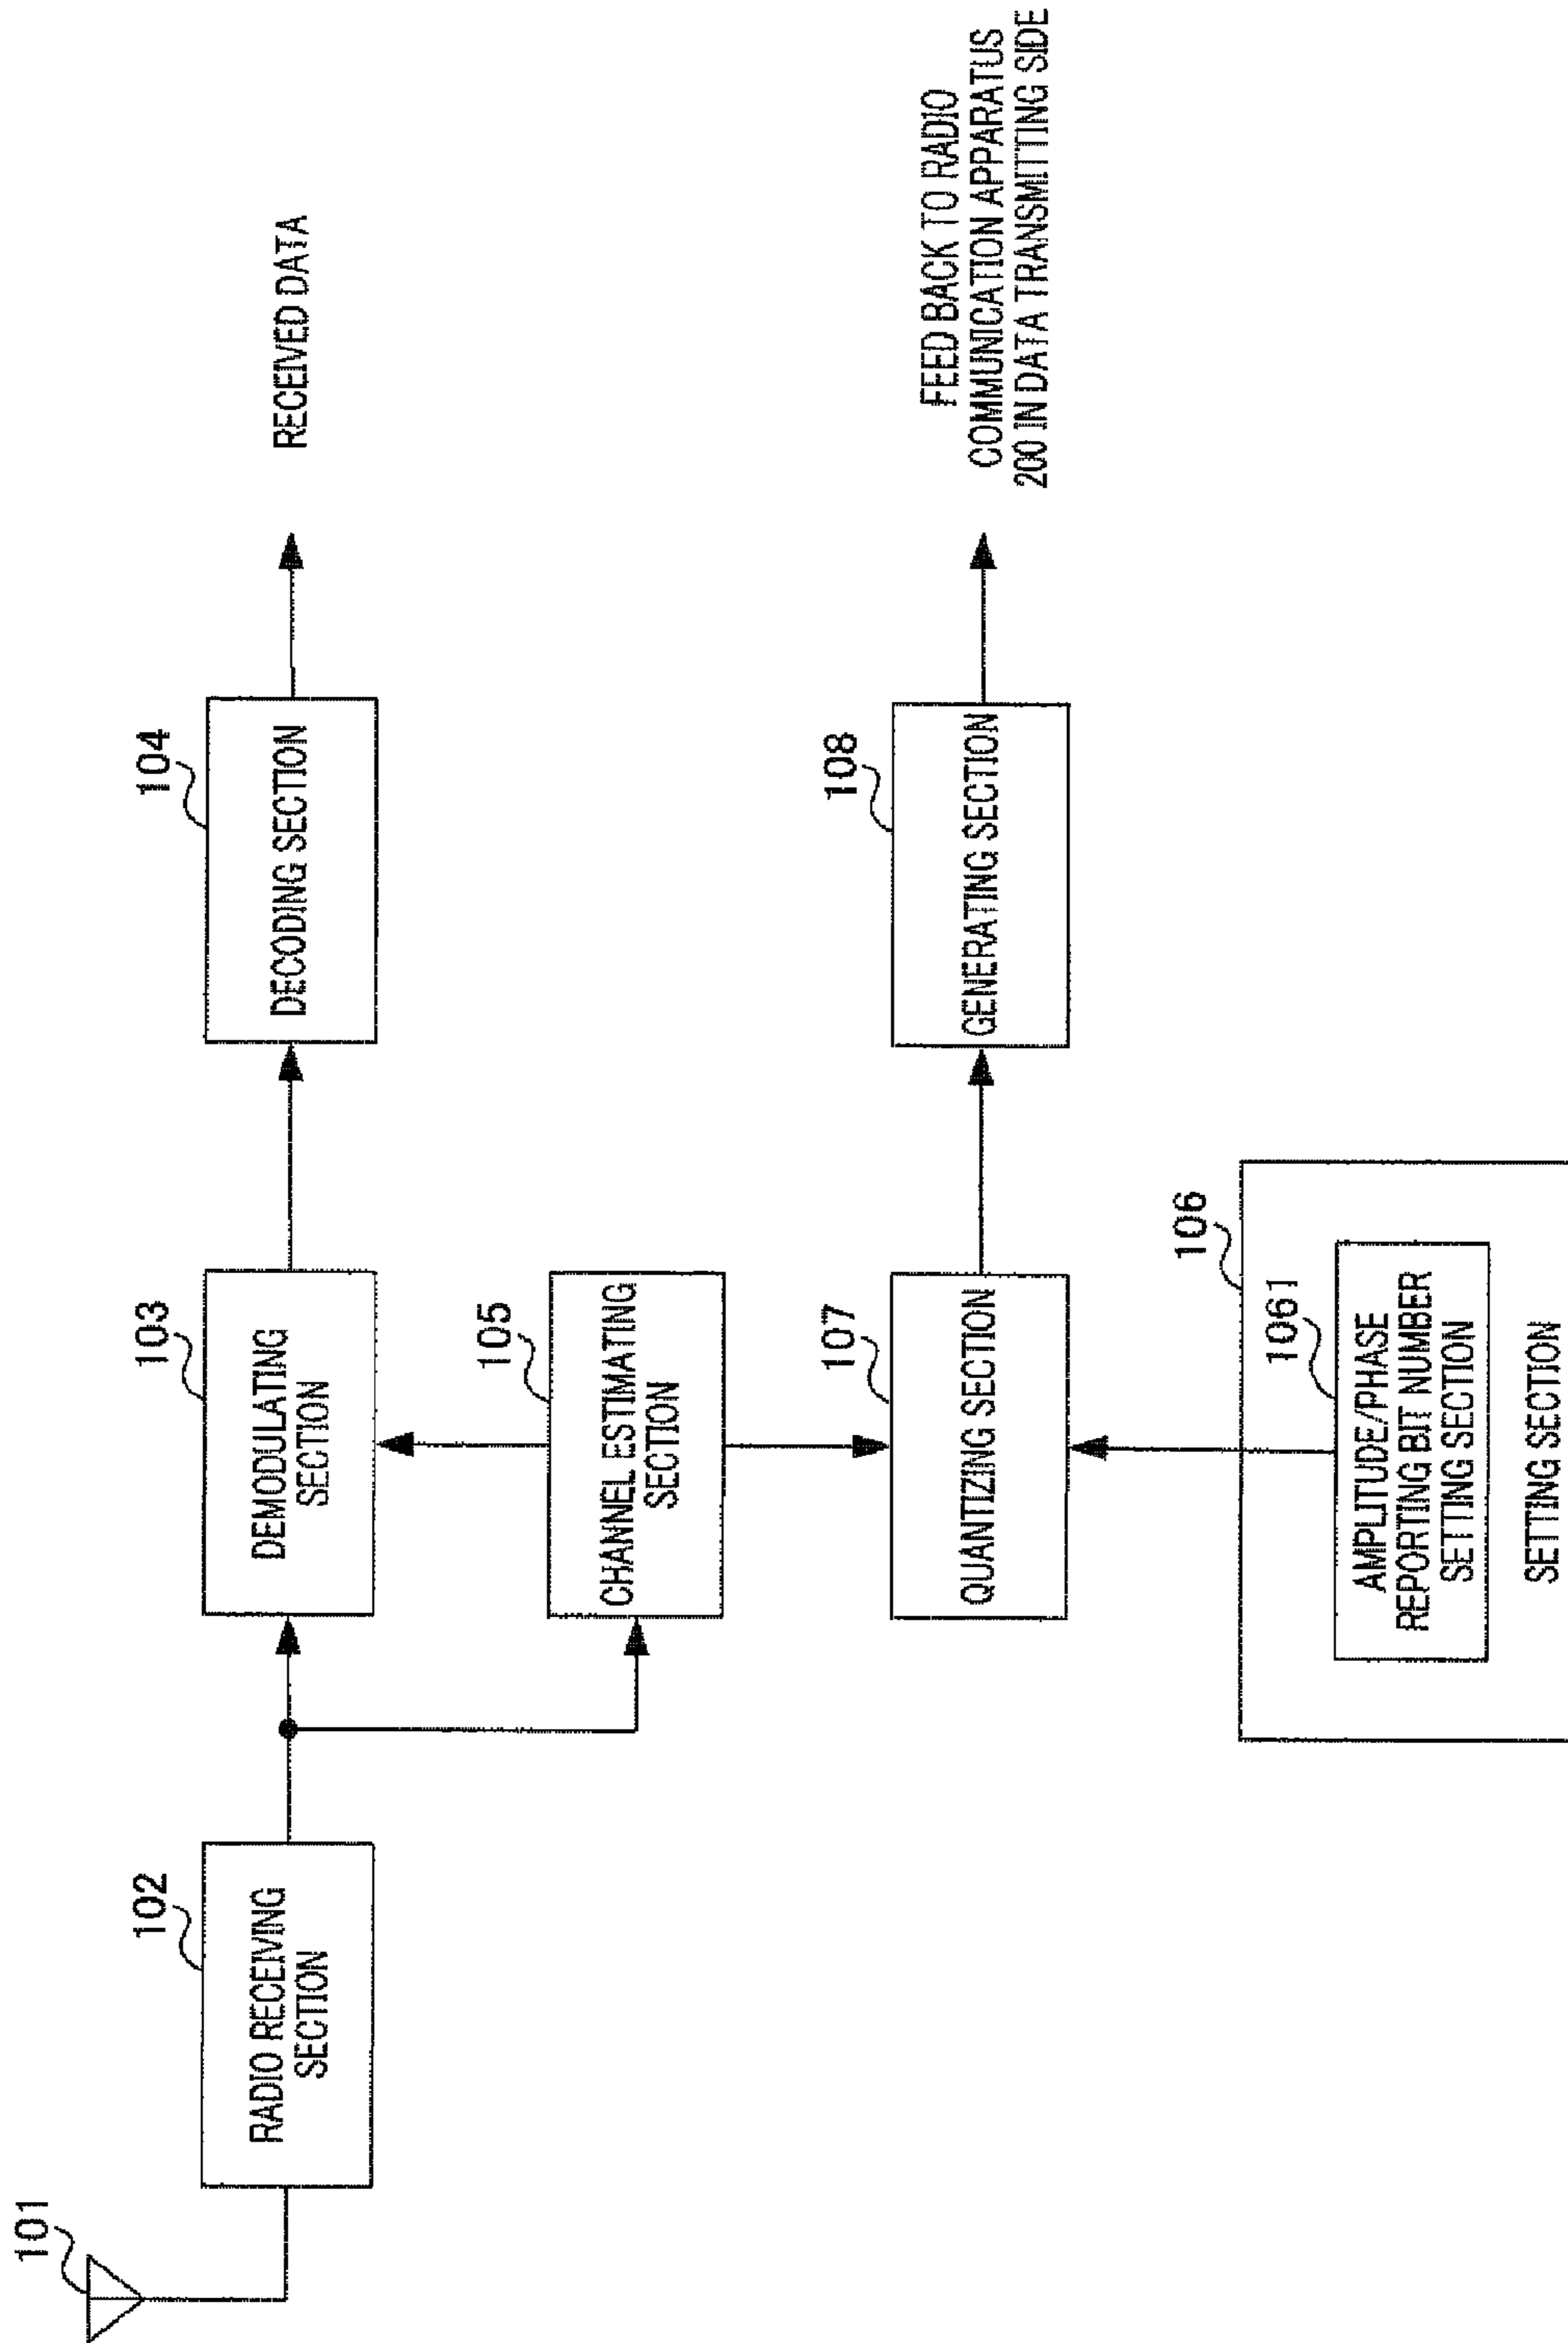 101
102
RADIO RECEIVING
SECTION
103
DEMODULATING
SECTION
104
DECODING SECTION
RECEIVED DATA
105
CHANNEL ESTIMATING
SECTION
107
QUANTIZING SECTION
108
GENERATING SECTION
FEED BACK TO RADIO
COMMUNICATION APPARATUS
200 IN DATA TRANSMITTING SIDE
106
1061
AMPLITUDE/PHASE
REPORTING BIT NUMBER
SETTING SECTION
SETTING SECTION